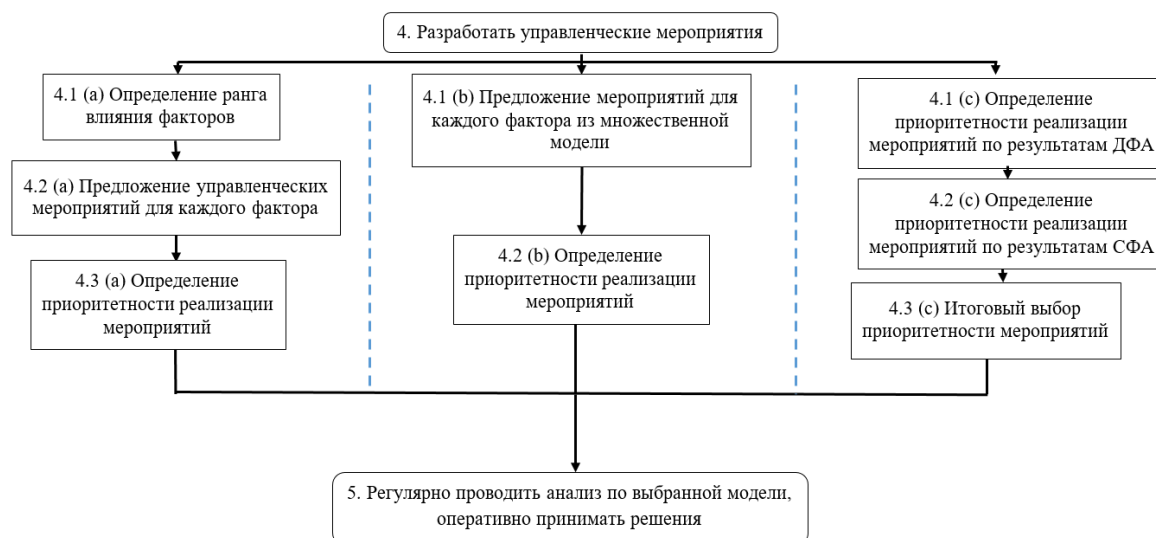 4. Разработать управленческие мероприятия
4.1 (a) Определение ранга
влияния факторов
4.2 (a) Предложение управленческих
мероприятий для каждого фактора
4.3 (a) Определение
приоритетности реализации
мероприятий
4.1 (b) Предложение мероприятий для
каждого фактора из множественной
модели
4.2 (b) Определение
приоритетности реализации
мероприятий
4.1 (c) Определение
приоритетности реализации
мероприятий по результатам ДФА
4.2 (c) Определение
приоритетности реализации
мероприятий по результатам СФА
4.3 (c) Итоговый выбор
приоритетности мероприятий
5. Регулярно проводить анализ по выбранной модели,
оперативно принимать решения